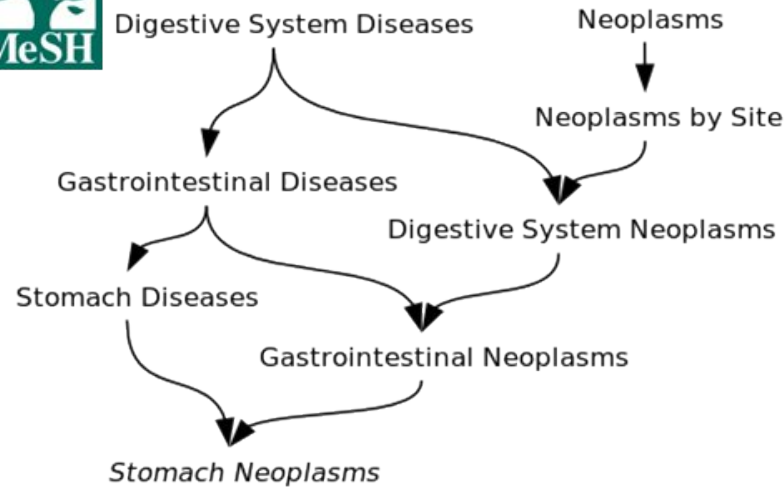 MeSH
Digestive System Diseases
Neoplasms
Neoplasms by Site
Gastrointestinal Diseases
Digestive System Neoplasms
Stomach Diseases
Gastrointestinal Neoplasms
Stomach Neoplasms